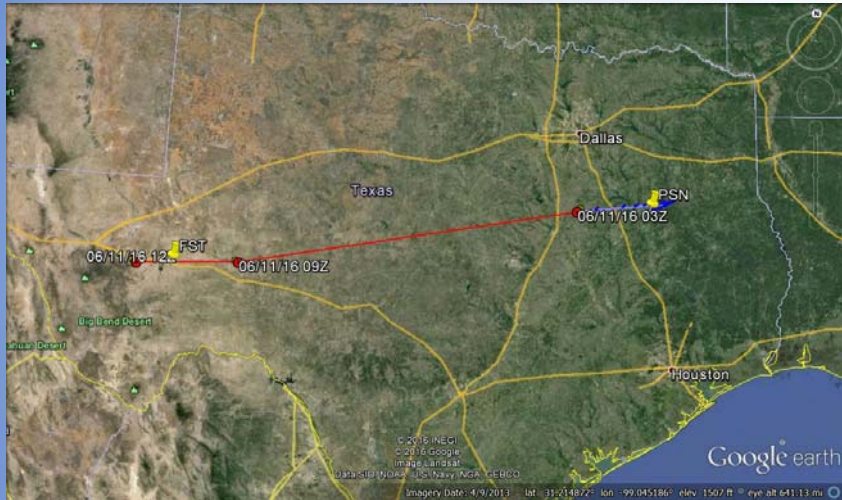 N
Dallas
Texas
PSN
06/11/16 03Z
FST
06/11/16 12Z
06/11/16 09Z
Big Bend Desert
ahuan Desert
Houston
© 2016 INEGI
© 2016 Google
Image Landsat
Data SIO, NOAA, U.S. Navy, NGA, GEBCO
Google earth
Imagery Date: 4/9/2013 lat 31.214872° lon -99.045186° elev 1507 ft eye alt 641.13 mi